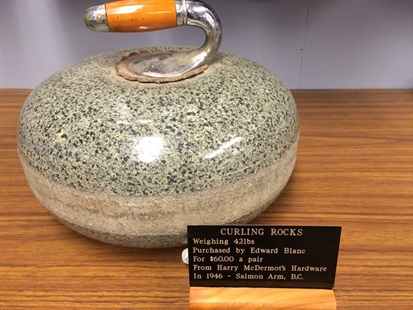 CURLING ROCKS
Weighing 42lbs
Purchased by Edward Blanc
For $60.00 a pair
From Harry McDermot's Hardware
In 1946 - Salmon Arm, B.C.